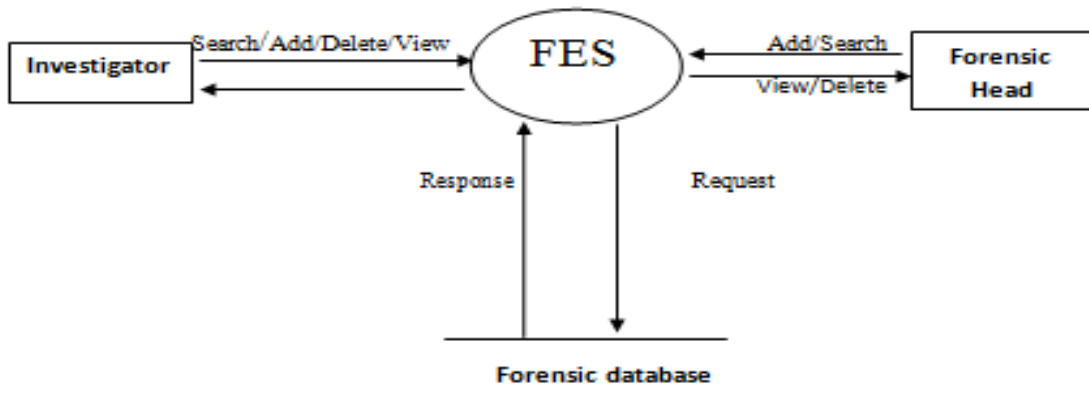 Investigator
Search/Add/Delete/View
FES
Add/Search
View/Delete
Forensic
Head
Response
Request
Forensic database